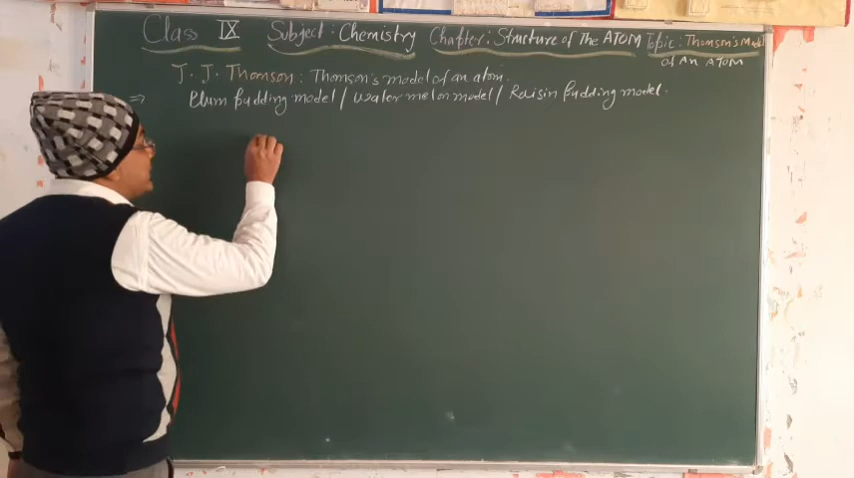 Class IX Subject: Chemistry Chapter: Structure of The ATOM Topic: Thomson's Model
of An ATOM
J. J. Thomson: Thomson's model of an atom.
⇒ Plum Pudding model / Water melon model / Raisin Pudding model.